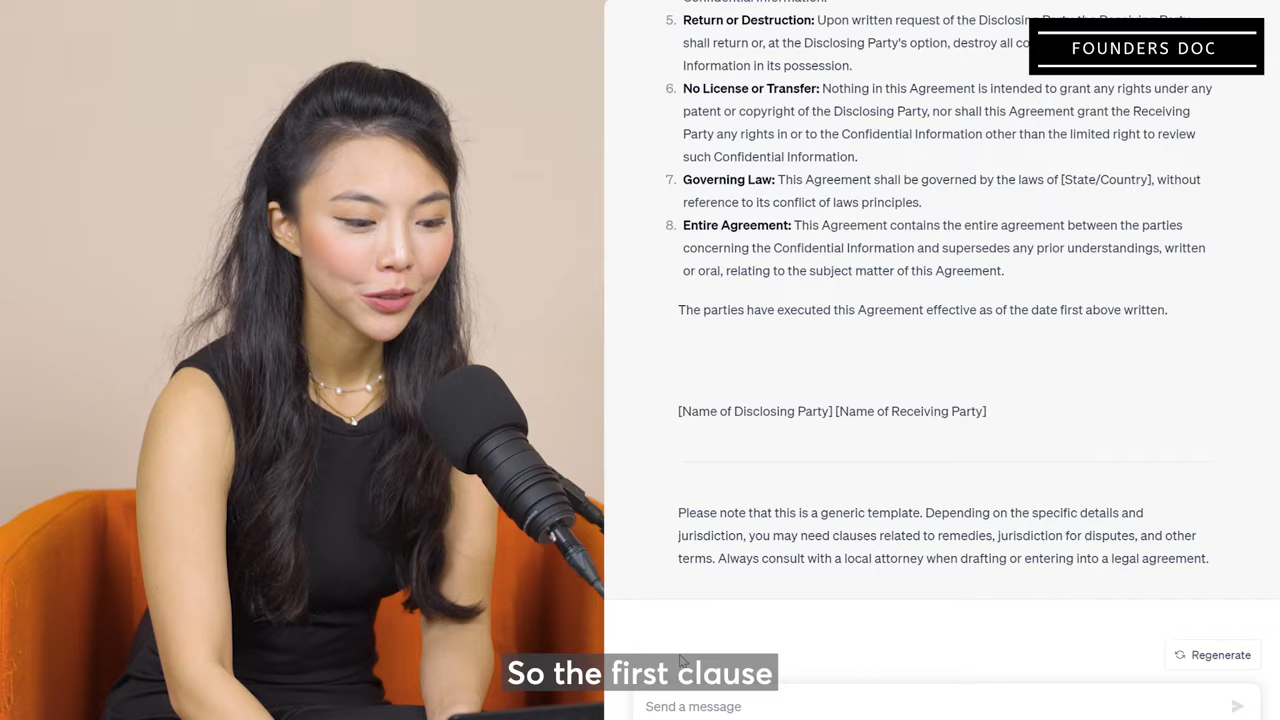 Confidential Information.
5. Return or Destruction: Upon written request of the Disclosing Party, the Receiving Party
shall return or, at the Disclosing Party's option, destroy all co
Information in its possession.
FOUNDERS DOC
6. No License or Transfer: Nothing in this Agreement is intended to grant any rights under any
patent or copyright of the Disclosing Party, nor shall this Agreement grant the Receiving
Party any rights in or to the Confidential Information other than the limited right to review
such Confidential Information.
7. Governing Law: This Agreement shall be governed by the laws of [State/Country], without
reference to its conflict of laws principles.
8. Entire Agreement: This Agreement contains the entire agreement between the parties
concerning the Confidential Information and supersedes any prior understandings, written
or oral, relating to the subject matter of this Agreement.
The parties have executed this Agreement effective as of the date first above written.
[Name of Disclosing Party] [Name of Receiving Party]
Please note that this is a generic template. Depending on the specific details and
jurisdiction, you may need clauses related to remedies, jurisdiction for disputes, and other
terms. Always consult with a local attorney when drafting or entering into a legal agreement.
Regenerate
So the first clause
Send a message